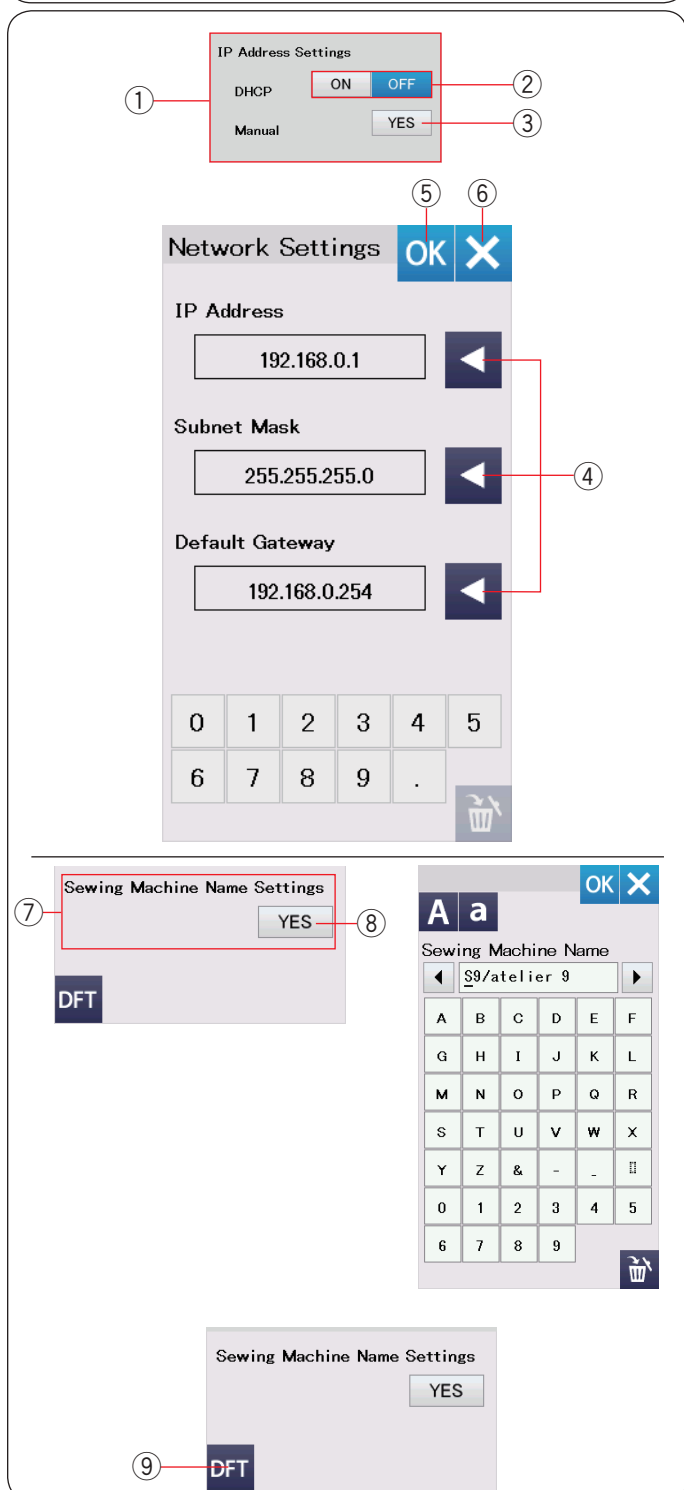 IP Address Settings
DHCP ON OFF ②
①
Manual YES ③
⑤ ⑥
Network Settings OK X
IP Address
192.168.0.1
Subnet Mask
255.255.255.0 ④
Default Gateway
192.168.0.254
0 1 2 3 4 5
6 7 8 9 .
Sewing Machine Name Settings
⑦ YES ⑧
DFT
OK X
A a
Sewing Machine Name
S9/atelier 9
A B C D E F
G H I J K L
M N O P Q R
S T U V W X
Y Z & - _
0 1 2 3 4 5
6 7 8 9
Sewing Machine Name Settings
YES
⑨ DFT